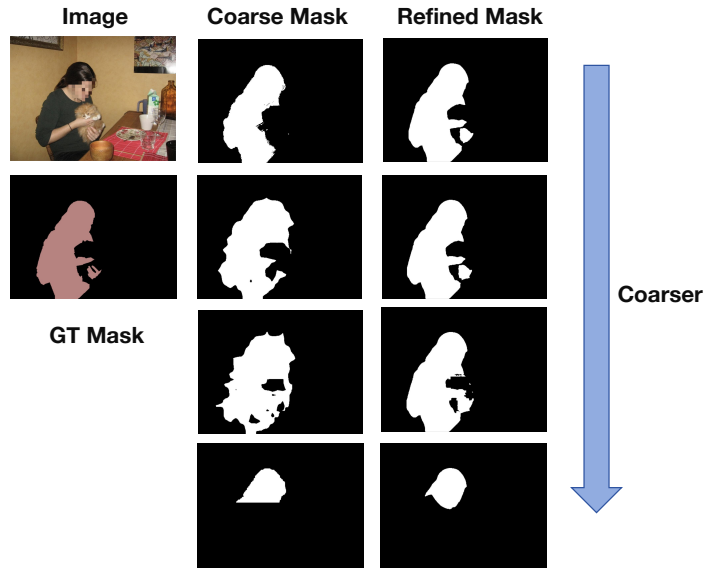 Image
Coarse Mask
Refined Mask
Coarser
GT Mask